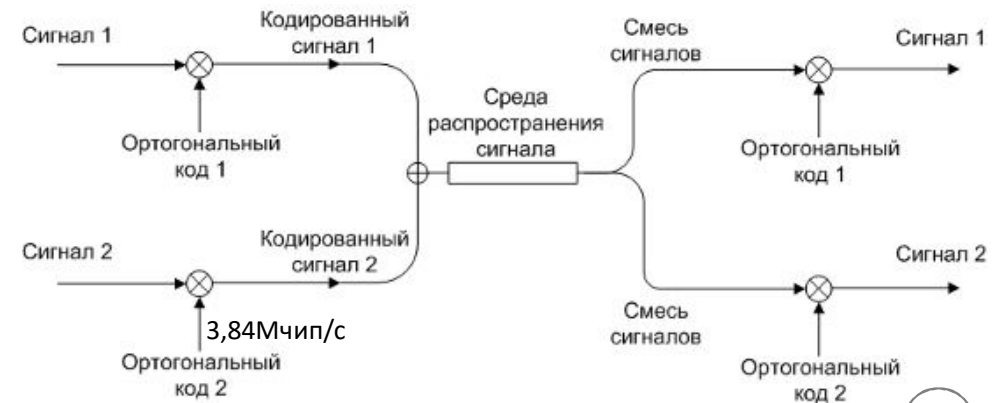 Сигнал 1
Кодированный
сигнал 1
Ортогональный
код 1
Сигнал 2
Кодированный
сигнал 2
3,84Мчип/с
Ортогональный
код 2
Среда
распространения
сигнала
Смесь
сигналов
Сигнал 1
Ортогональный
код 1
Смесь
сигналов
Сигнал 2
Ортогональный
код 2